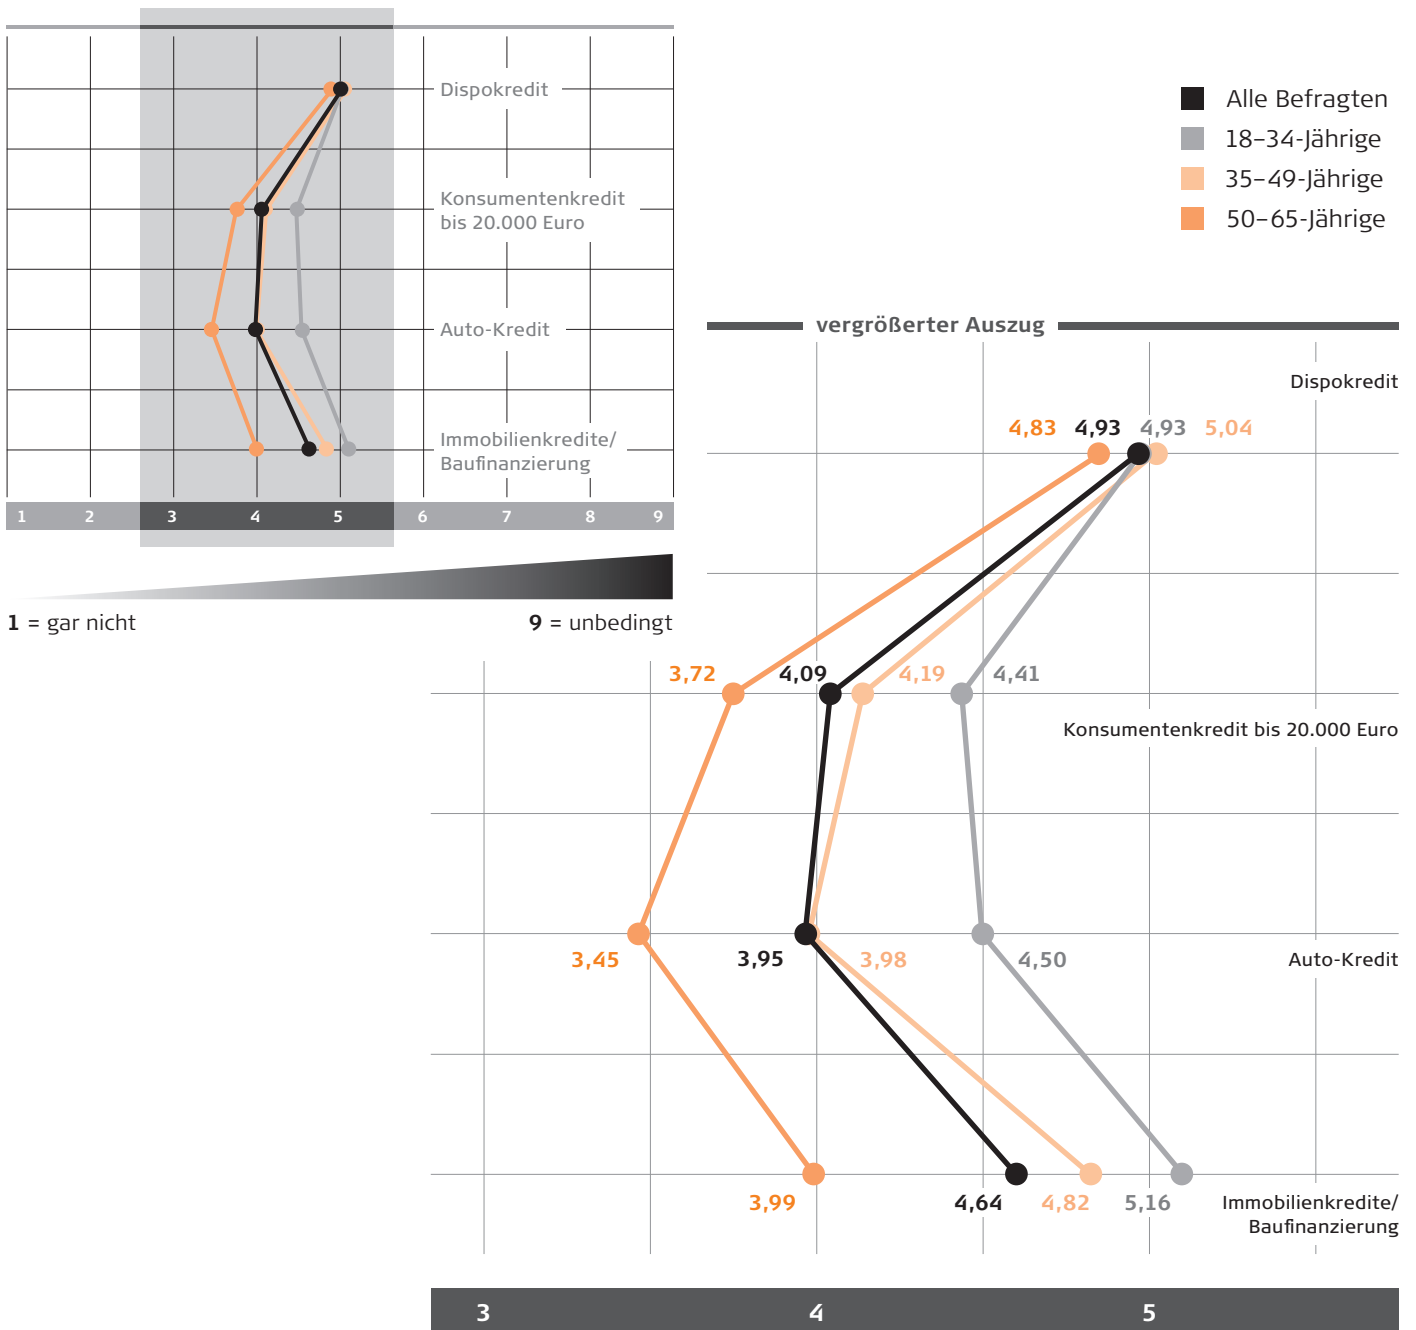 Dispokredit
Konsumentenkredit
bis 20.000 Euro
Auto-Kredit
Immobilienkredite/
Baufinanzierung
1 2 3 4 5 6 7 8 9
1 = gar nicht
9 = unbedingt
Alle Befragten
18–34-Jährige
35–49-Jährige
50–65-Jährige
vergrößerter Auszug
Dispokredit
4,83 4,93 4,93 5,04
3,72 4,09 4,19 4,41
Konsumentenkredit bis 20.000 Euro
3,45 3,95 3,98 4,50
Auto-Kredit
3,99 4,64 4,82 5,16
Immobilienkredite/
Baufinanzierung
3 4 5